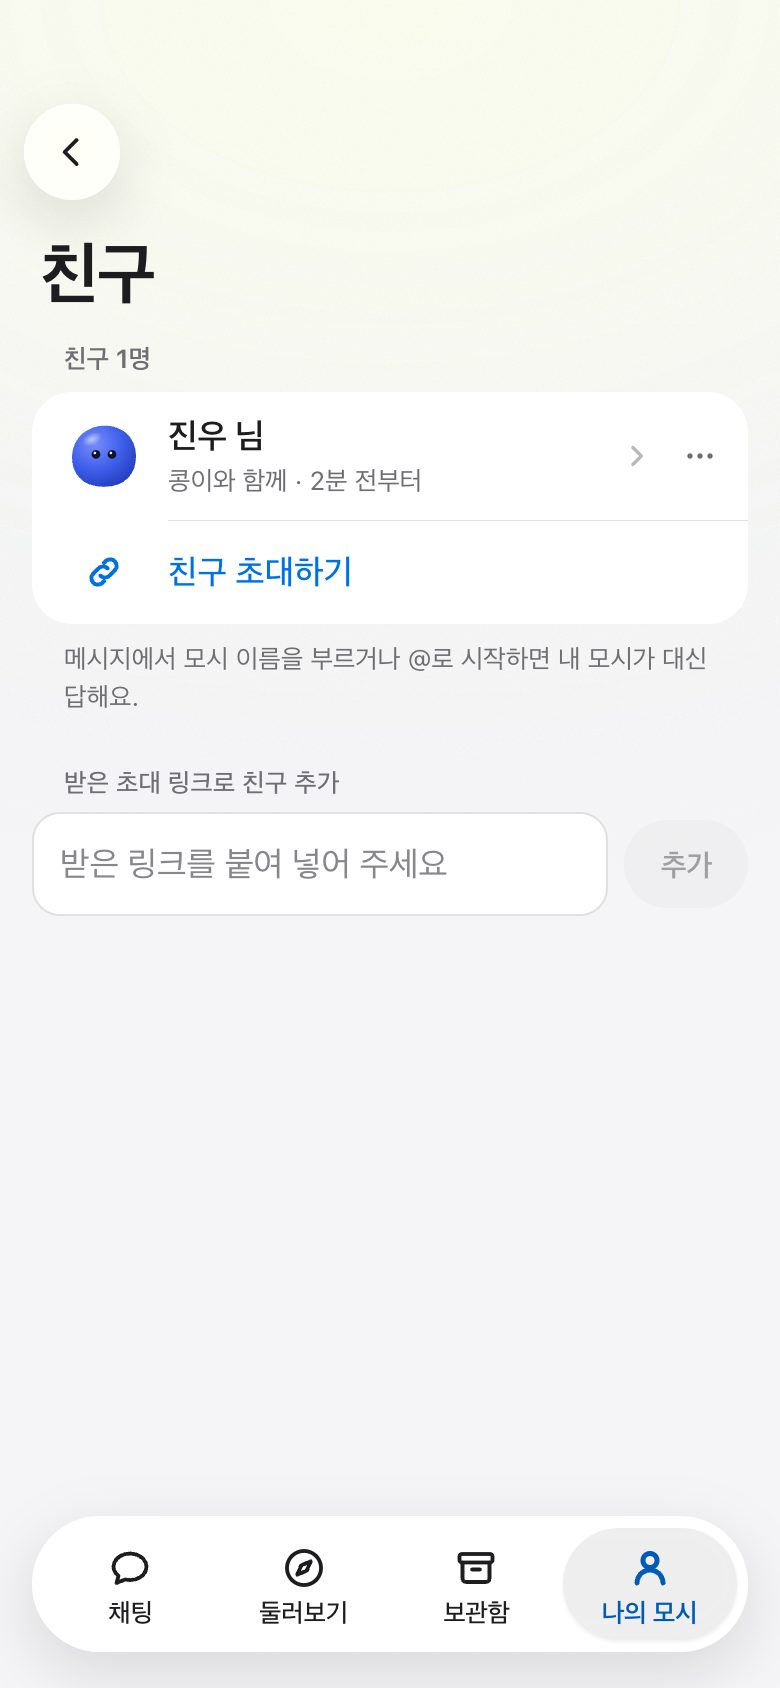 친구
친구 1명
진우 님
콩이와 함께 · 2분 전부터
친구 초대하기
메시지에서 모시 이름을 부르거나 @로 시작하면 내 모시가 대신
답해요.
받은 초대 링크로 친구 추가
받은 링크를 붙여 넣어 주세요
추가
채팅
둘러보기
보관함
나의 모시